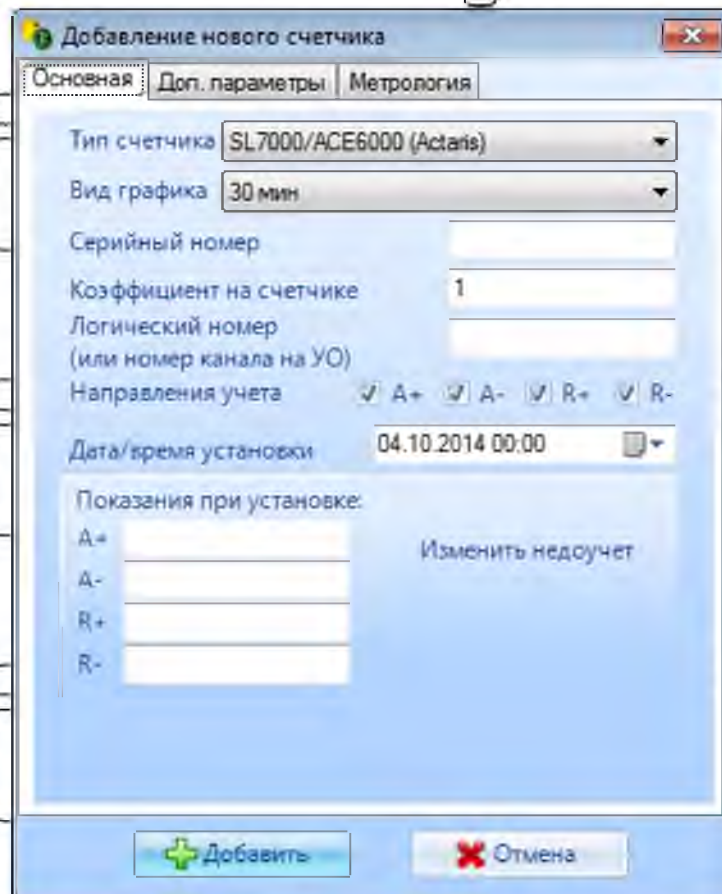 Добавление нового счетчика
Основная Доп. параметры Метрология
Тип счетчика SL7000/ACE6000 (Actaris)
Вид графика 30 мин
Серийный номер
Коэффициент на счетчике 1
Логический номер
(или номер канала на УО)
Направления учета A+ A- R+ R-
Дата/время установки 04.10.2014 00:00
Показания при установке:
A+
Изменить недоучет
A-
R+
R-
Добавить Отмена